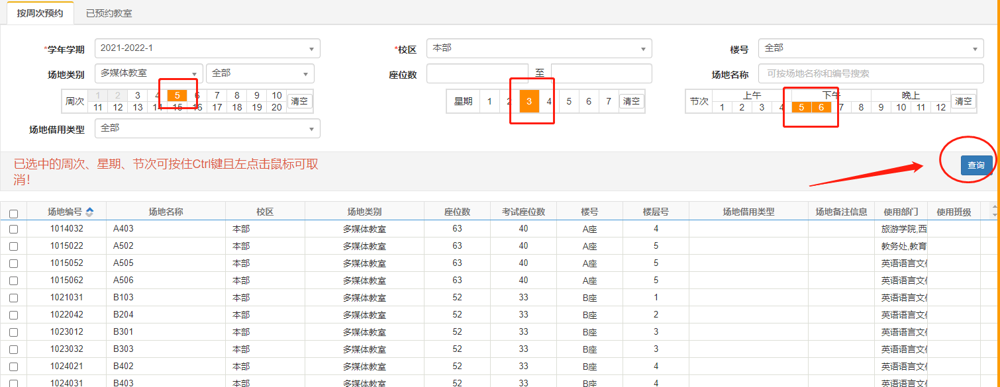 按周次预约 已预约教室
*学年学期 2021-2022-1 *校区 本部 楼号 全部
场地类别 多媒体教室 全部 座位数 至 场地名称 可按场地名称和编号搜索
周次 1 2 3 4 5 6 7 8 9 10 清空 星期 1 2 3 4 5 6 7 清空 节次 上午 下午 晚上 清空
11 12 13 14 15 16 17 18 19 20 1 2 3 4 5 6 7 8 9 10 11 12
场地借用类型 全部
已选中的周次、星期、节次可按住Ctrl键且左点击鼠标可取
消！
查询
场地编号 场地名称 校区 场地类别 座位数 考试座位数 楼号 楼层号 场地借用类型 场地备注信息 使用部门 使用班级
1014032 A403 本部 多媒体教室 63 40 A座 4 旅游学院,西
1015022 A502 本部 多媒体教室 63 40 A座 5 教务处,教育
1015052 A505 本部 多媒体教室 63 40 A座 5 英语语言文
1015062 A506 本部 多媒体教室 63 40 A座 5 英语语言文
1021031 B103 本部 多媒体教室 52 33 B座 1 英语语言文
1022042 B204 本部 多媒体教室 52 33 B座 2 英语语言文
1023012 B301 本部 多媒体教室 52 33 B座 3 英语语言文
1023032 B303 本部 多媒体教室 52 33 B座 3 英语语言文
1024021 B402 本部 多媒体教室 52 33 B座 4 英语语言文
1024031 B403 本部 多媒体教室 52 33 B座 4 英语语言文